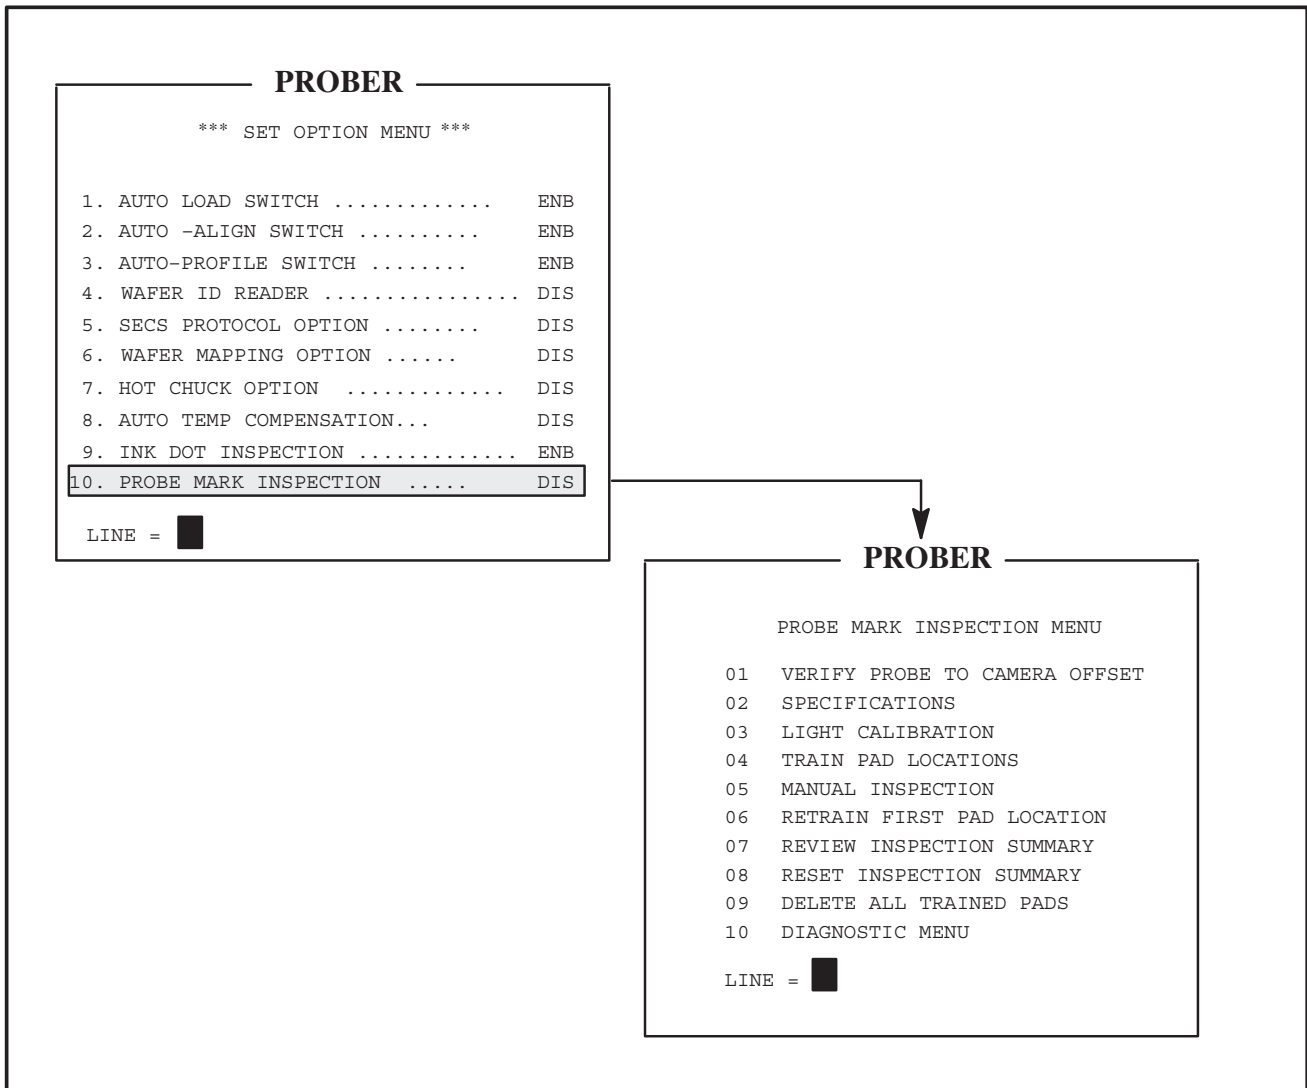 PROBER
*** SET OPTION MENU ***
1. AUTO LOAD SWITCH ............. ENB
2. AUTO -ALIGN SWITCH .......... ENB
3. AUTO-PROFILE SWITCH ........ ENB
4. WAFER ID READER ................ DIS
5. SECS PROTOCOL OPTION ........ DIS
6. WAFER MAPPING OPTION ...... DIS
7. HOT CHUCK OPTION ............. DIS
8. AUTO TEMP COMPENSATION... DIS
9. INK DOT INSPECTION ............. ENB
10. PROBE MARK INSPECTION ..... DIS
LINE =
PROBER
PROBE MARK INSPECTION MENU
01 VERIFY PROBE TO CAMERA OFFSET
02 SPECIFICATIONS
03 LIGHT CALIBRATION
04 TRAIN PAD LOCATIONS
05 MANUAL INSPECTION
06 RETRAIN FIRST PAD LOCATION
07 REVIEW INSPECTION SUMMARY
08 RESET INSPECTION SUMMARY
09 DELETE ALL TRAINED PADS
10 DIAGNOSTIC MENU
LINE =